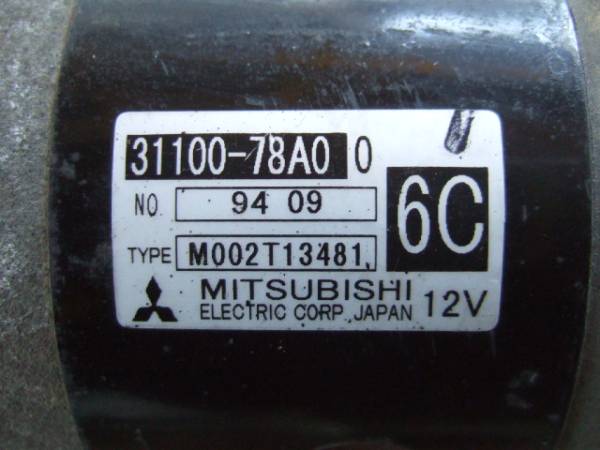 31100-78A0 0
NO. 94 09
6C
TYPE M002T13481
MITSUBISHI
ELECTRIC CORP. JAPAN 12V